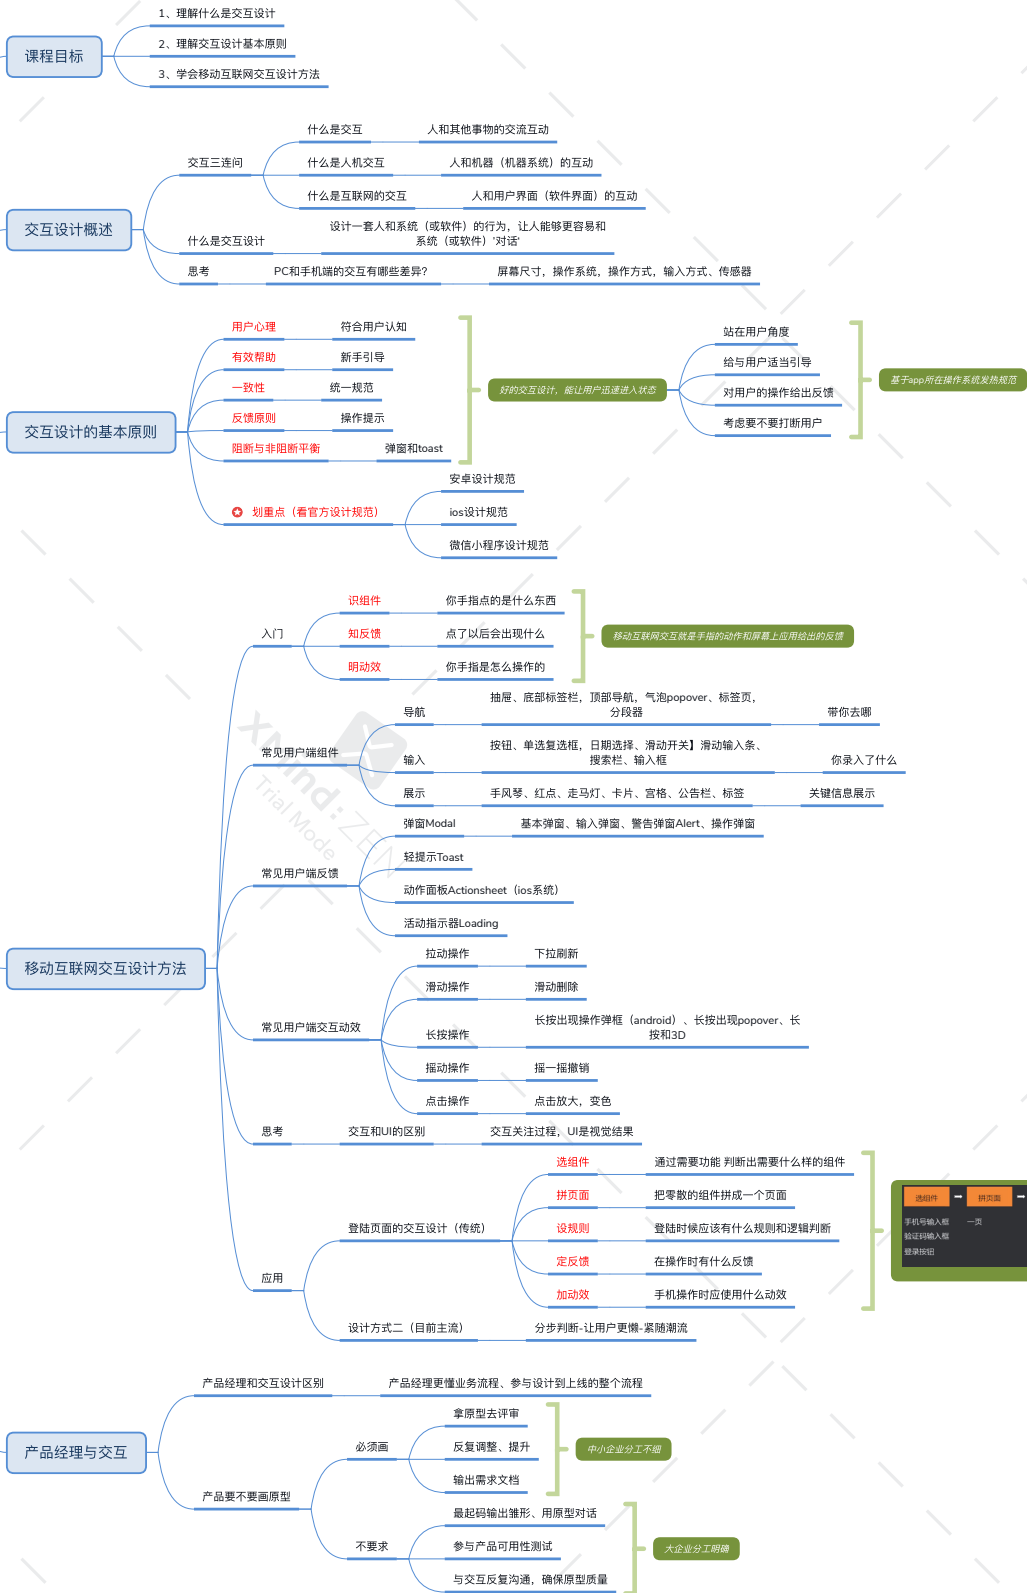 课程目标
1、理解什么是交互设计
2、理解交互设计基本原则
3、学会移动互联网交互设计方法
交互设计概述
交互三连问
什么是交互
人和其他事物的交流互动
什么是人机交互
人和机器（机器系统）的互动
什么是互联网的交互
人和用户界面（软件界面）的互动
什么是交互设计
设计一套人和系统（或软件）的行为，让人能够更容易和
系统（或软件）'对话'
思考
PC和手机端的交互有哪些差异？
屏幕尺寸，操作系统，操作方式，输入方式、传感器
交互设计的基本原则
用户心理
符合用户认知
有效帮助
新手引导
一致性
统一规范
反馈原则
操作提示
阻断与非阻断平衡
弹窗和toast
好的交互设计，能让用户迅速进入状态
站在用户角度
给与用户适当引导
对用户的操作给出反馈
考虑要不要打断用户
基于app所在操作系统发热规范
划重点（看官方设计规范）
安卓设计规范
ios设计规范
微信小程序设计规范
移动互联网交互设计方法
入门
识组件
你手指点的是什么东西
知反馈
点了以后会出现什么
明动效
你手指是怎么操作的
移动互联网交互就是手指的动作和屏幕上应用给出的反馈
常见用户端组件
导航
抽屉、底部标签栏，顶部导航，气泡popover、标签页，
分段器
带你去哪
输入
按钮、单选复选框，日期选择、滑动开关】滑动输入条、
搜索栏、输入框
你录入了什么
展示
手风琴、红点、走马灯、卡片、宫格、公告栏、标签
关键信息展示
常见用户端反馈
弹窗Modal
基本弹窗、输入弹窗、警告弹窗Alert、操作弹窗
轻提示Toast
动作面板Actionsheet（ios系统）
活动指示器Loading
常见用户端交互动效
拉动操作
下拉刷新
滑动操作
滑动删除
长按操作
长按出现操作弹框（android）、长按出现popover、长
按和3D
摇动操作
摇一摇撤销
点击操作
点击放大，变色
思考
交互和UI的区别
交互关注过程，UI是视觉结果
应用
登陆页面的交互设计（传统）
选组件
通过需要功能 判断出需要什么样的组件
拼页面
把零散的组件拼成一个页面
设规则
登陆时候应该有什么规则和逻辑判断
定反馈
在操作时有什么反馈
加动效
手机操作时应使用什么动效
选组件 ➡ 拼页面 ➡
手机号输入框 一页
验证码输入框
登录按钮
设计方式二（目前主流）
分步判断-让用户更懒-紧随潮流
产品经理与交互
产品经理和交互设计区别
产品经理更懂业务流程、参与设计到上线的整个流程
产品要不要画原型
必须画
拿原型去评审
反复调整、提升
输出需求文档
中小企业分工不细
不要求
最起码输出雏形、用原型对话
参与产品可用性测试
与交互反复沟通，确保原型质量
大企业分工明确
XMind: ZEN
Trial Mode